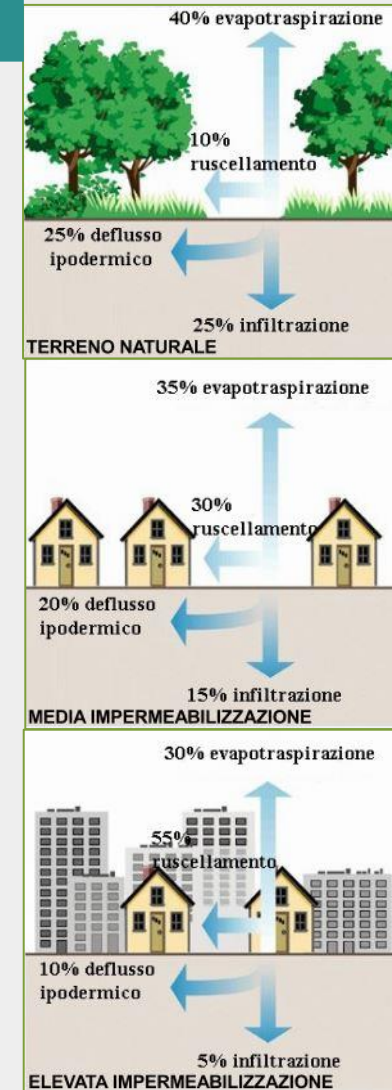 40% evapotraspirazione
10%
ruscellamento
25% deflusso
ipodermico
25% infiltrazione
TERRENO NATURALE
35% evapotraspirazione
30%
ruscellamento
20% deflusso
ipodermico
15% infiltrazione
MEDIA IMPERMEABILIZZAZIONE
30% evapotraspirazione
55%
ruscellamento
10% deflusso
ipodermico
5% infiltrazione
ELEVATA IMPERMEABILIZZAZIONE